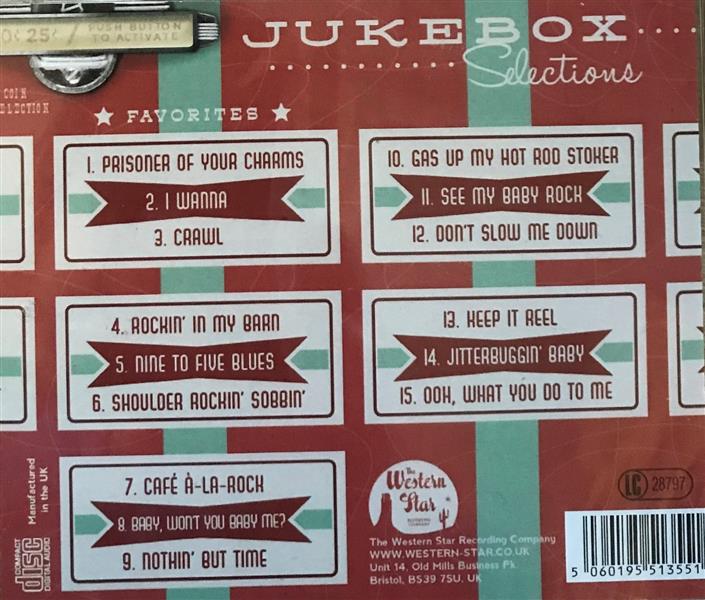 0¢ 25¢ / PUSH BUTTON
TO ACTIVATE
COIN
JUKEBOX
Selections
★ FAVORITES ★
1. PRISONER OF YOUR CHARMS
2. I WANNA
3. CRAWL
4. ROCKIN' IN MY BARN
5. NINE TO FIVE BLUES
6. SHOULDER ROCKIN' SOBBIN'
7. CAFÉ À-LA-ROCK
8. BABY, WON'T YOU BABY ME?
9. NOTHIN' BUT TIME
10. GAS UP MY HOT ROD STOKER
11. SEE MY BABY ROCK
12. DON'T SLOW ME DOWN
13. KEEP IT REEL
14. JITTERBUGGIN' BABY
15. OOH, WHAT YOU DO TO ME
Manufactured
in the UK
COMPACT
disc
DIGITAL AUDIO
The
Western
Star
RECORDING
COMPANY
The Western Star Recording Company
WWW.WESTERN-STAR.CO.UK
Unit 14, Old Mills Business Pk.
Bristol, BS39 7SU, UK
LC 28797
5 060195 513551